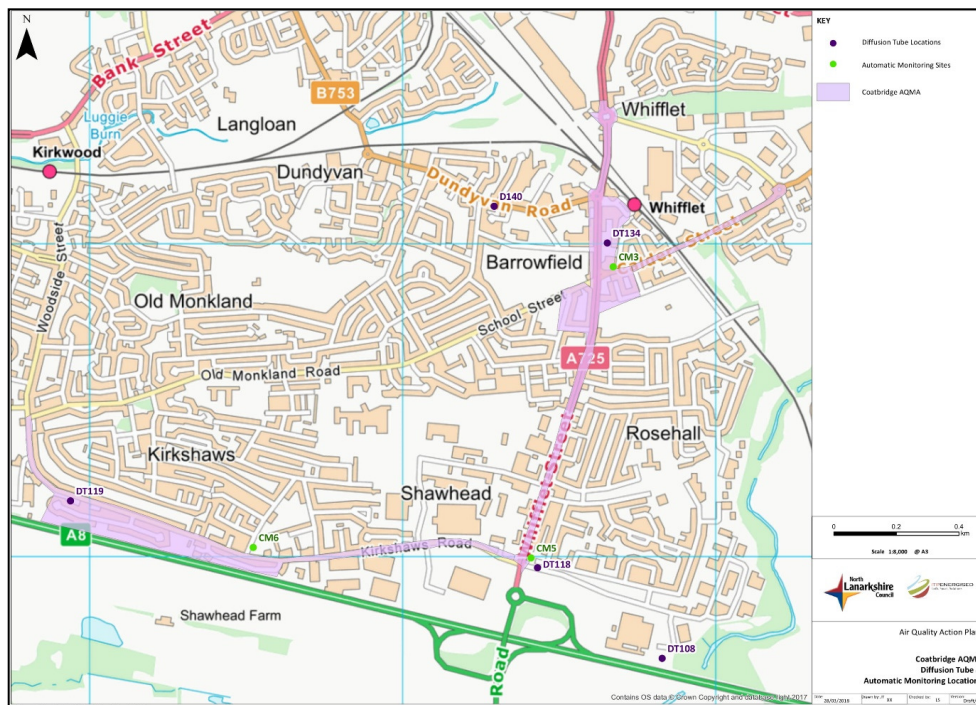 N
Bank Street
B753
Whifflet
Luggie
Burn
Langloan
Kirkwood
Dundyvan
Dundyvan Road
D140
Whifflet
DT134
Woodside Street
Barrowfield
CM3
Street
Old Monkland
School Street
A725
Old Monkland Road
Rosehall
Kirkshaws
Shawhead
Street
DT119
A8
CM6
Kirkshaws Road
CM5
DT118
Shawhead Farm
DT108
Road
Contains OS data © Crown Copyright and database right 2017
KEY
Diffusion Tube Locations
Automatic Monitoring Sites
Coatbridge AQMA
0 0.2 0.4
km
Scale 1:8,000 @ A3
North
Lanarkshire
Council
ITPENERGISED
Air Quality Action Pla
Coatbridge AQM
Diffusion Tube
Automatic Monitoring Location